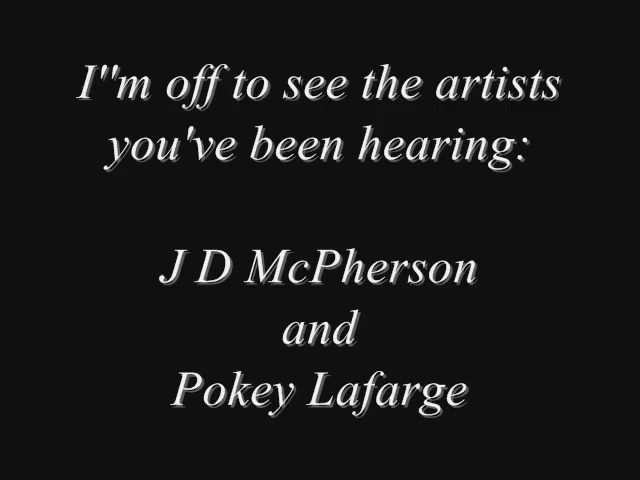 I"m off to see the artists
you've been hearing:
J D McPherson
and
Pokey Lafarge